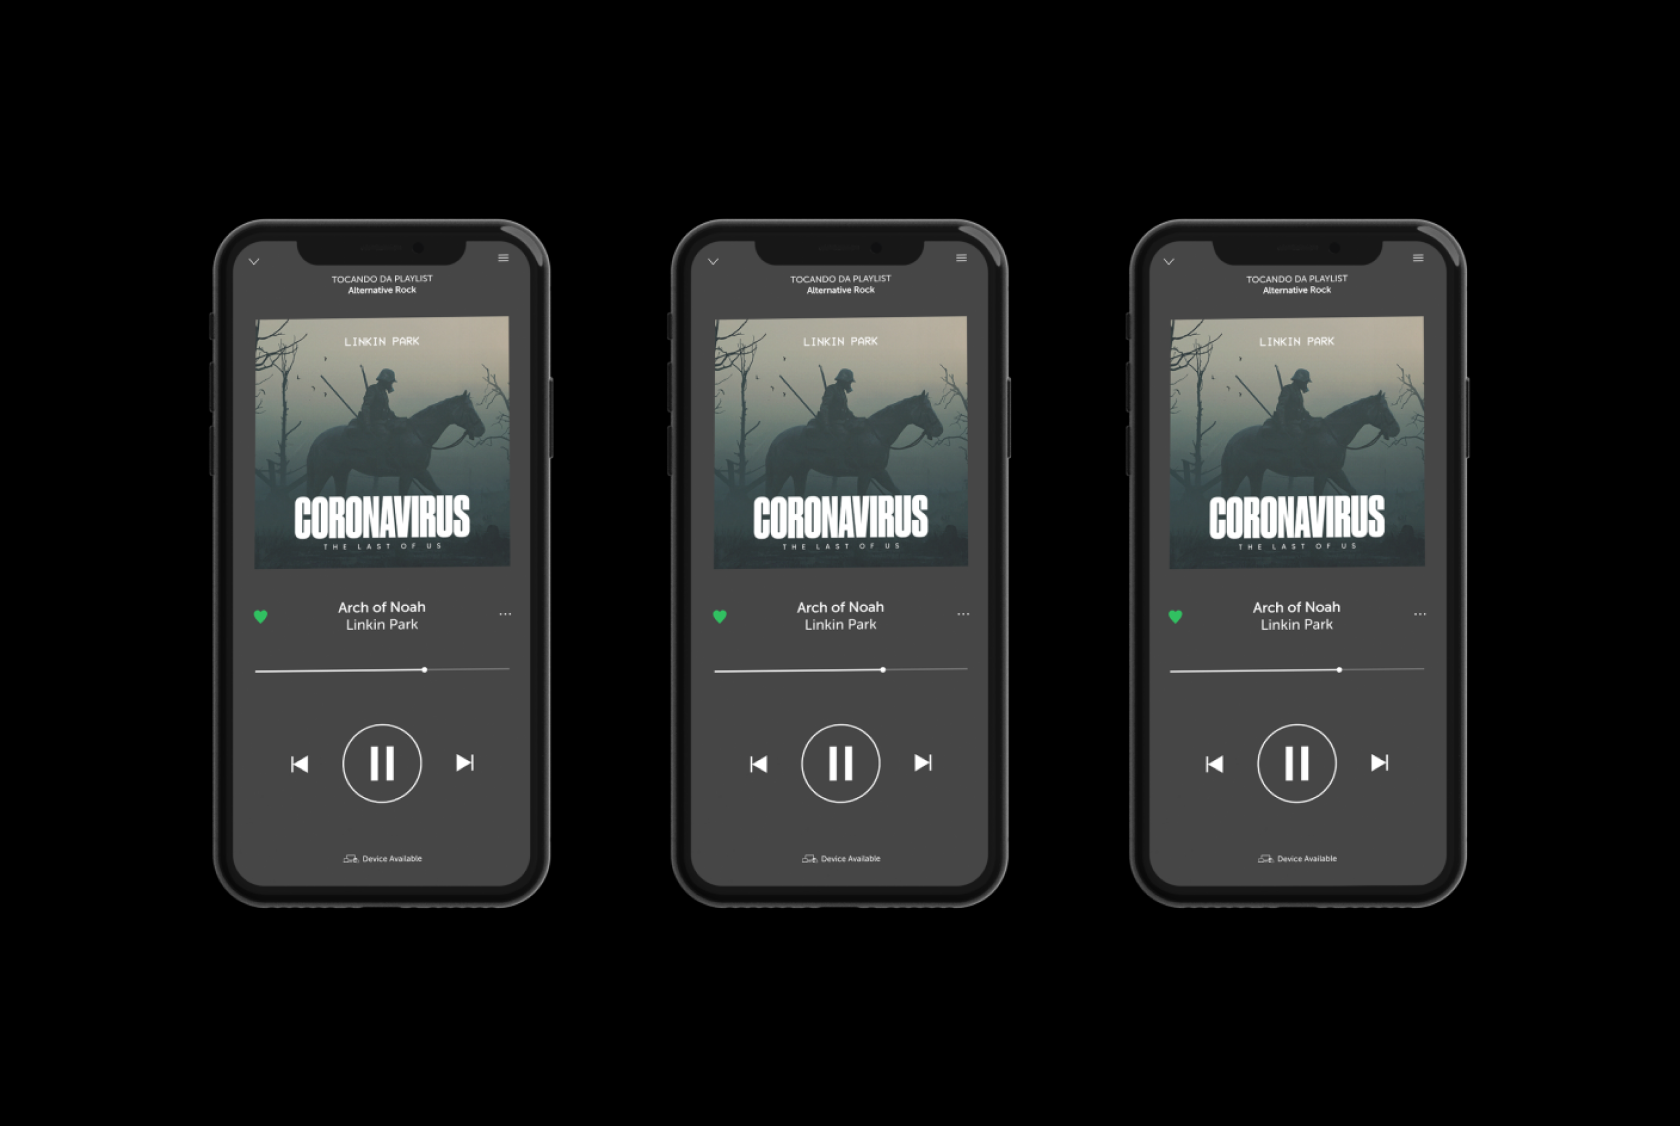 TOCANDO DA PLAYLIST
Alternative Rock
LINKIN PARK
CORONAVIRUS
THE LAST OF US
Arch of Noah
Linkin Park
Device Available
TOCANDO DA PLAYLIST
Alternative Rock
LINKIN PARK
CORONAVIRUS
THE LAST OF US
Arch of Noah
Linkin Park
Device Available
TOCANDO DA PLAYLIST
Alternative Rock
LINKIN PARK
CORONAVIRUS
THE LAST OF US
Arch of Noah
Linkin Park
Device Available